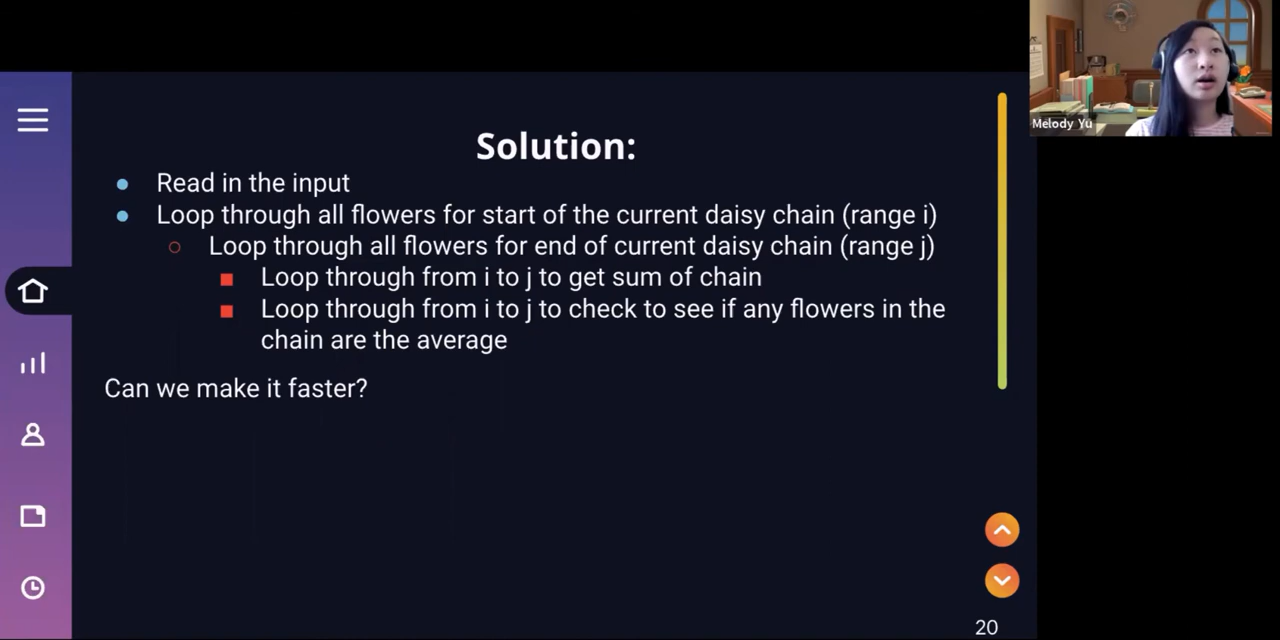 Melody Yu
Solution:
Read in the input
Loop through all flowers for start of the current daisy chain (range i)
Loop through all flowers for end of current daisy chain (range j)
Loop through from i to j to get sum of chain
Loop through from i to j to check to see if any flowers in the
chain are the average
Can we make it faster?
20